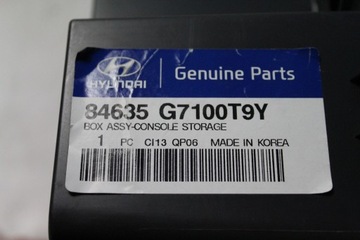 HYUNDAI
Genuine Parts
84635 G7100T9Y
BOX ASSY-CONSOLE STORAGE
1 PC CI13 QP06 MADE IN KOREA